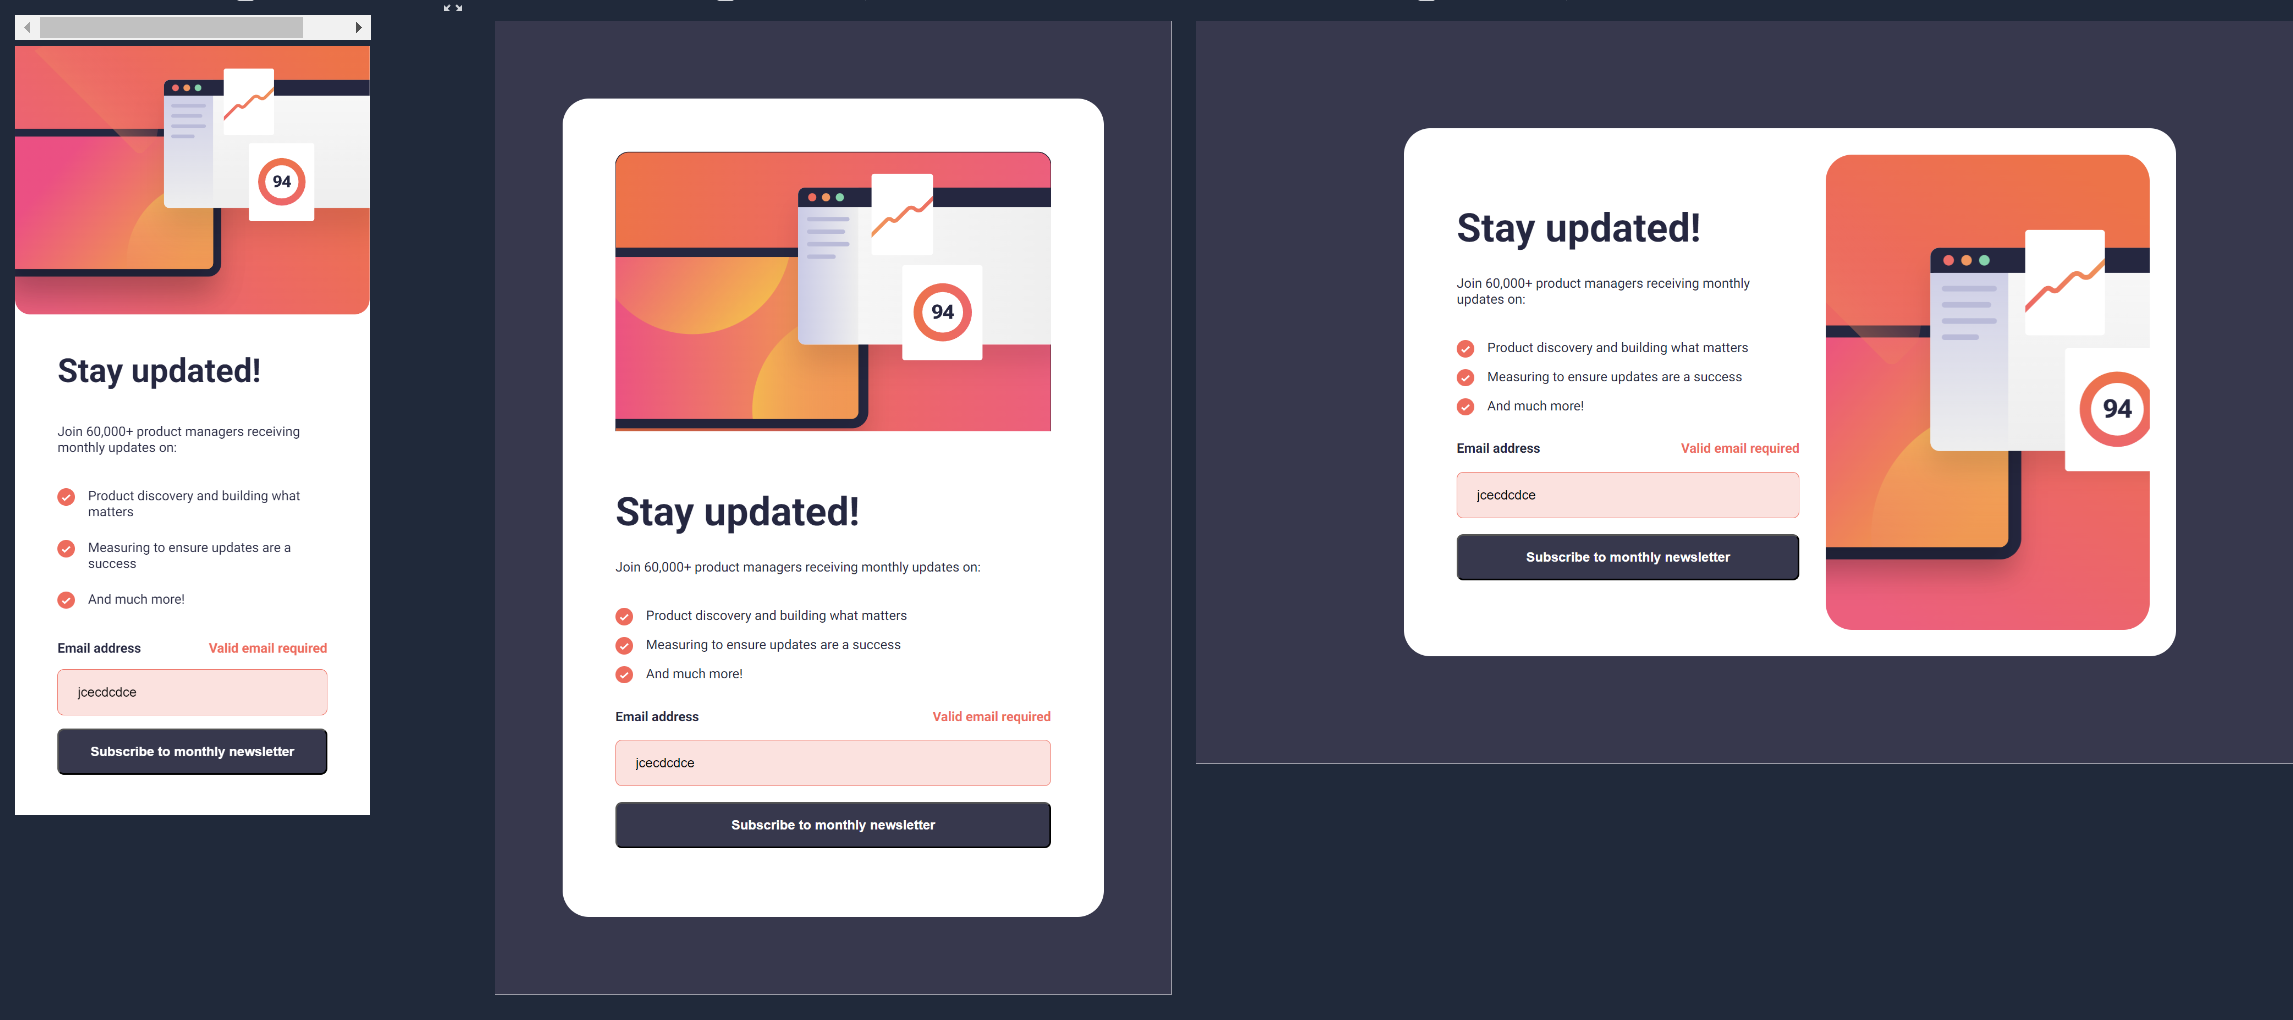 94
Stay updated!
Join 60,000+ product managers receiving
monthly updates on:
Product discovery and building what
matters
Measuring to ensure updates are a
success
And much more!
Email address Valid email required
jcecdcdce
Subscribe to monthly newsletter
94
Stay updated!
Join 60,000+ product managers receiving monthly updates on:
Product discovery and building what matters
Measuring to ensure updates are a success
And much more!
Email address Valid email required
jcecdcdce
Subscribe to monthly newsletter
Stay updated!
Join 60,000+ product managers receiving monthly
updates on:
Product discovery and building what matters
Measuring to ensure updates are a success
And much more!
Email address Valid email required
jcecdcdce
Subscribe to monthly newsletter
94